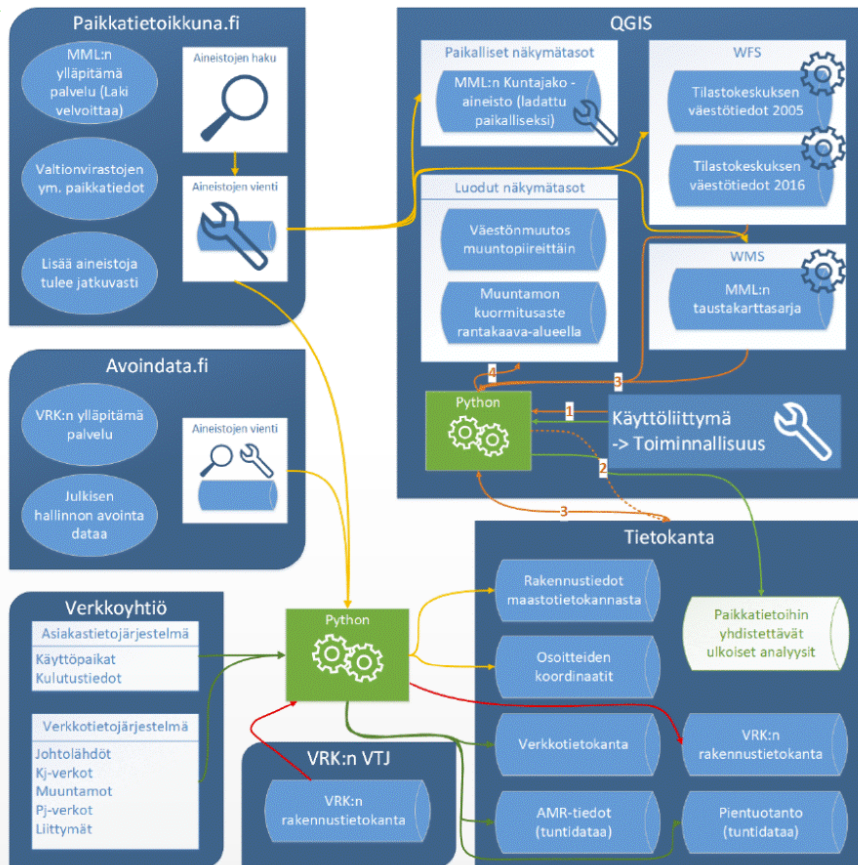 Paikkatietoikkuna.fi
MML:n
ylläpitämä
palvelu (Laki
velvoittaa)
Valtionvirastojen
ym. paikkatiedot
Lisää aineistoja
tulee jatkuvasti
Aineistojen haku
Aineistojen vienti
QGIS
Paikalliset näkymätasot
MML:n Kuntajako -
aineisto (ladattu
paikalliseksi)
WFS
Tilastokeskuksen
väestötiedot 2005
Tilastokeskuksen
väestötiedot 2016
Luodut näkymätasot
Väestönmuutos
muuntopiireittäin
Muuntamon
kuormitusaste
rantakaava-alueella
WMS
MML:n
taustakarttasarja
4
3
Python
1
Käyttöliittymä
-> Toiminnallisuus
2
3
Avoindata.fi
VRK:n ylläpitämä
palvelu
Julkisen
hallinnon avointa
dataa
Aineistojen vienti
Verkkoyhtiö
Asiakastietojärjestelmä
Käyttöpaikat
Kulutustiedot
Verkkotietojärjestelmä
Johtolähdöt
Kj-verkot
Muuntamot
Pj-verkot
Liittymät
Python
VRK:n VTJ
VRK:n
rakennustietokanta
Tietokanta
Rakennustiedot
maastotietokannasta
Osoitteiden
koordinaatit
Paikkatietoihin
yhdistettävät
ulkoiset analyysit
Verkkotietokanta
VRK:n
rakennustietokanta
AMR-tiedot
(tuntidataa)
Pientuotanto
(tuntidataa)